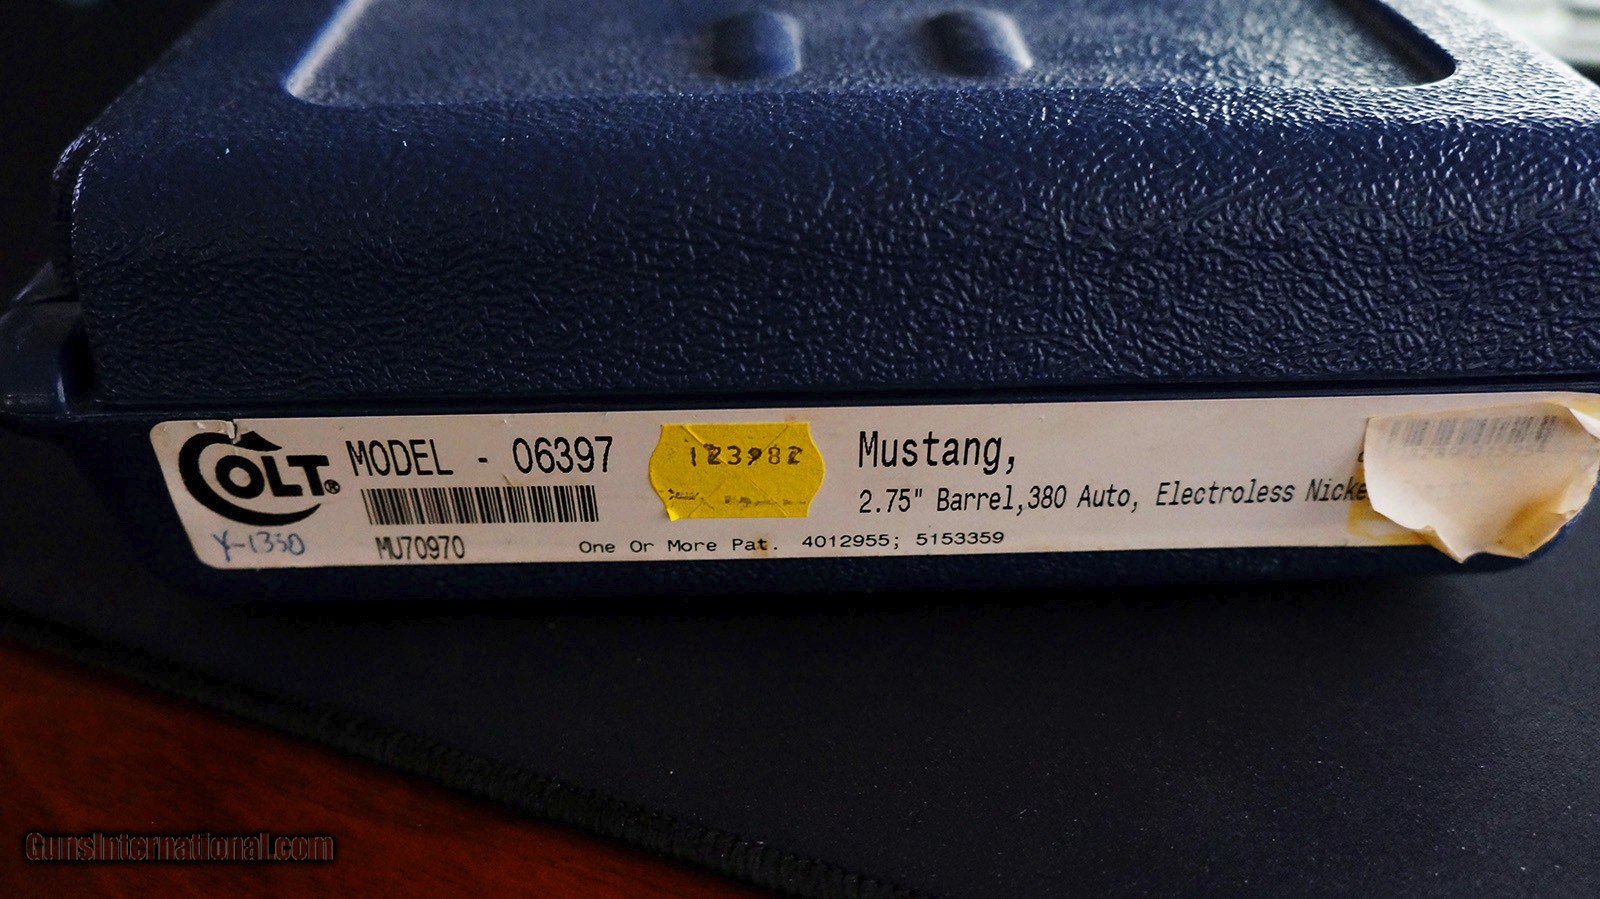 COLT® MODEL - 06397
MU70970
Y-1350
123982
Mustang,
2.75" Barrel,380 Auto, Electroless Nicke
One Or More Pat. 4012955; 5153359
GunsInternational.com